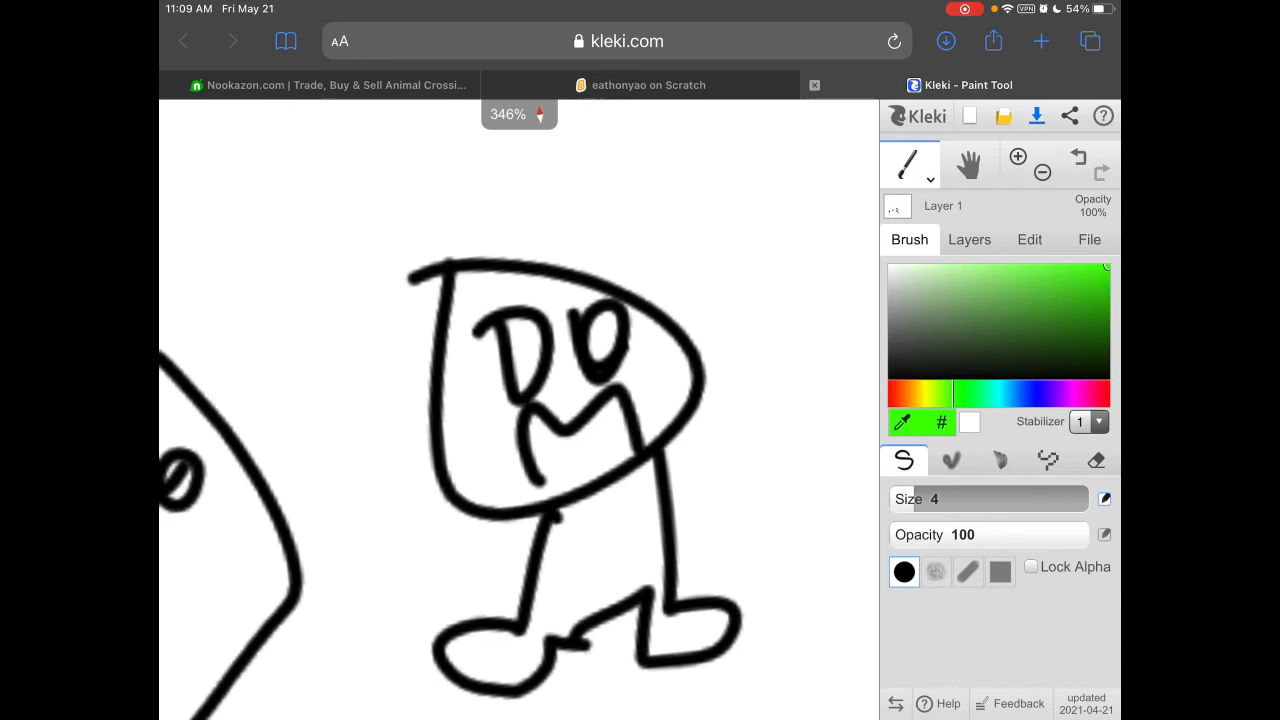 11:09 AM Fri May 21
VPN 54%
AA kleki.com
Nookazon.com | Trade, Buy & Sell Animal Crossi...
eathonyao on Scratch
Kleki - Paint Tool
346%
Kleki
Layer 1
Opacity
100%
Brush Layers Edit File
# Stabilizer 1
Size 4
Opacity 100
Lock Alpha
Help Feedback
updated
2021-04-21